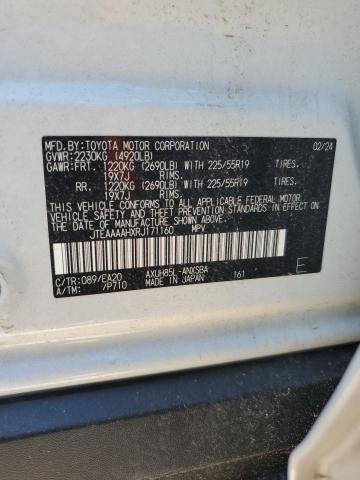 MFD.BY:TOYOTA MOTOR CORPORATION 02/24
GVWR:2230KG (4920LB)
GAWR:FRT. 1220KG (2690LB) WITH 225/55R19
19X7J RIMS.
RR. 1220KG (2690LB) WITH 225/55R19
19X7J RIMS.
THIS VEHICLE CONFORMS TO ALL APPLICABLE FEDERAL MOTOR VEHICLE SAFETY AND THEFT PREVENTION STANDARDS IN EFFECT ON THE DATE OF MANUFACTURE SHOWN ABOVE.
JTEAAAAHXRJ171160 MPV
C/TR:089/EA20 AXUH85L-ANXSBA
A/TM: /P710 MADE IN JAPAN 161
E